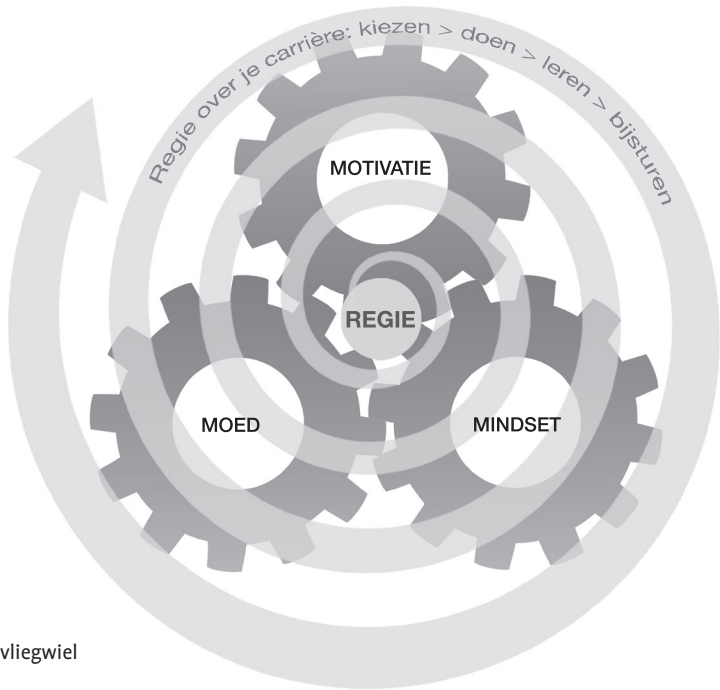 Regie over je carrière: kiezen > doen > leren > bijsturen
MOTIVATIE
REGIE
MOED
MINDSET
vliegwiel